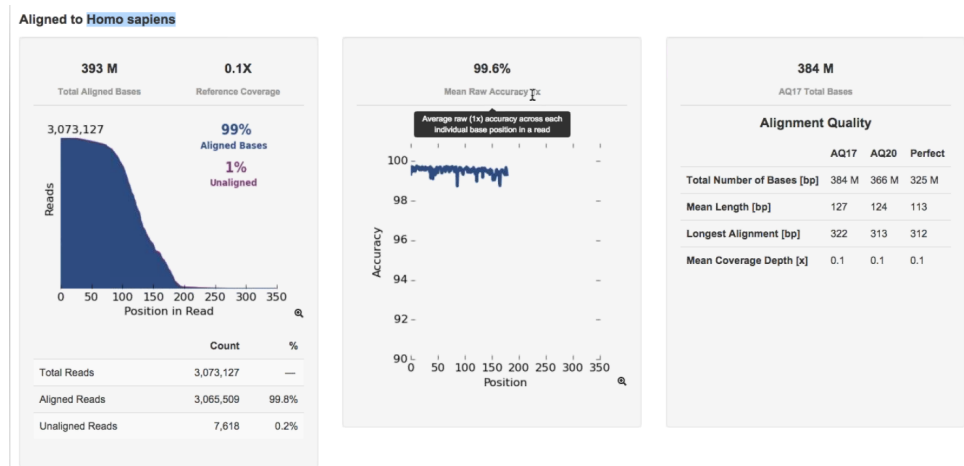 Aligned to Homo sapiens
393 M 0.1X
Total Aligned Bases Reference Coverage
3,073,127
99%
Aligned Bases
1%
Unaligned
Reads
0 50 100 150 200 250 300 350
Position in Read
Count %
Total Reads 3,073,127 —
Aligned Reads 3,065,509 99.8%
Unaligned Reads 7,618 0.2%
99.6%
Mean Raw Accuracy 1x
Average raw (1x) accuracy across each
individual base position in a read
100
98
96
94
92
90
Accuracy
0 50 100 150 200 250 300 350
Position
384 M
AQ17 Total Bases
Alignment Quality
AQ17 AQ20 Perfect
Total Number of Bases [bp] 384 M 366 M 325 M
Mean Length [bp] 127 124 113
Longest Alignment [bp] 322 313 312
Mean Coverage Depth [x] 0.1 0.1 0.1